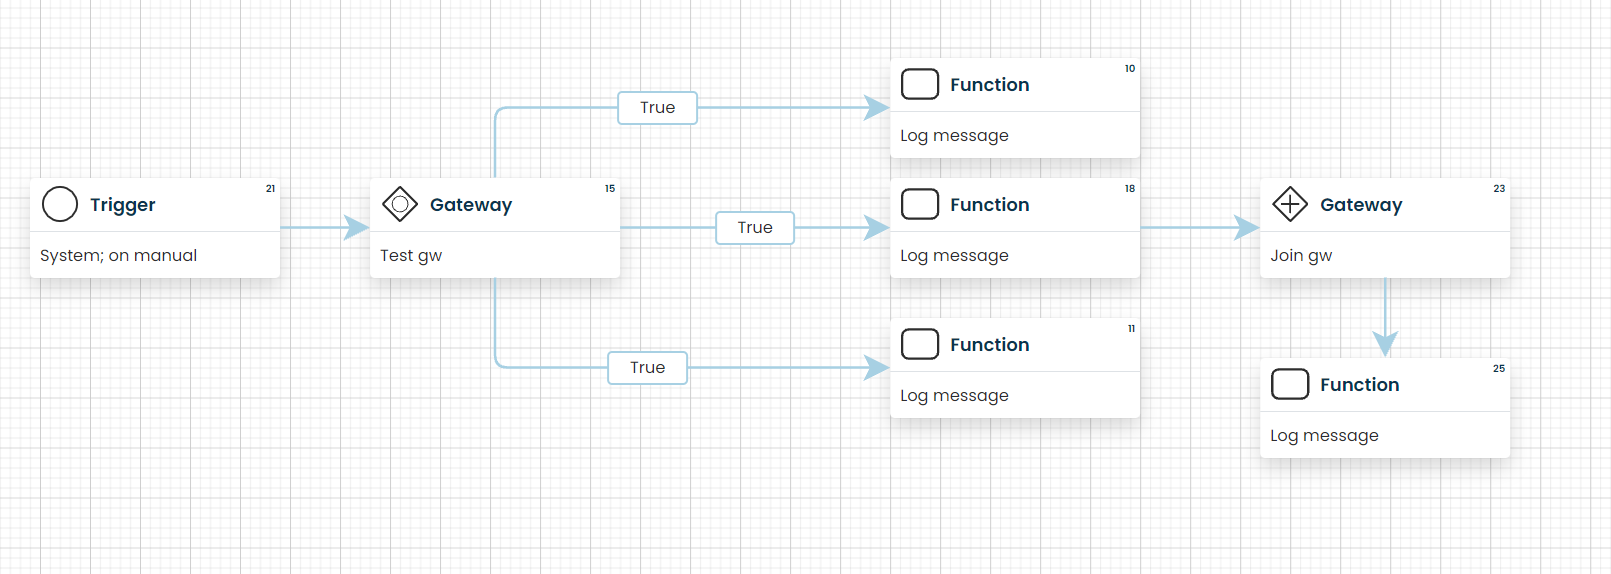 10
Function
Log message
True
21
Trigger
System; on manual
15
Gateway
Test gw
True
18
Function
Log message
23
Gateway
Join gw
True
11
Function
Log message
25
Function
Log message